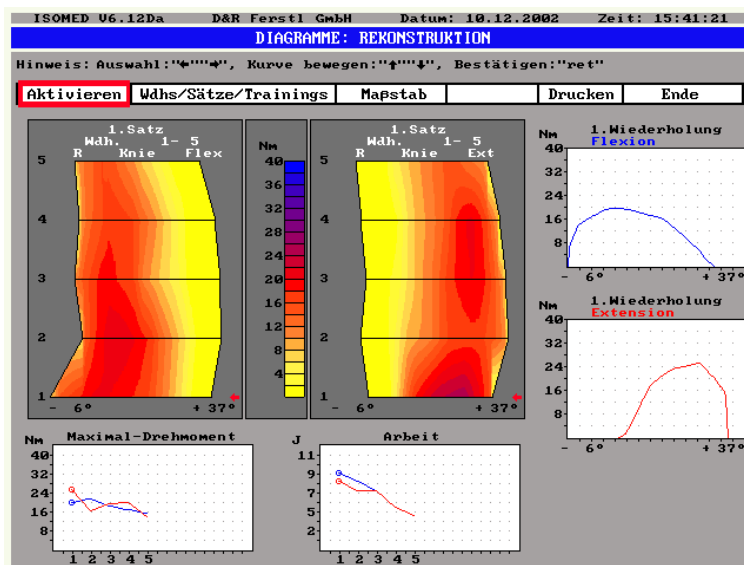 ISOMED V6.12Da D&R Ferstl GmbH Datum: 10.12.2002 Zeit: 15:41:21
DIAGRAMME: REKONSTRUKTION
Hinweis: Auswahl:"←""→", Kurve bewegen:"↑""↓", Bestätigen:"ret"
Aktivieren Wdhs/Sätze/Trainings Maßstab Drucken Ende
1.Satz
Wdh. 1- 5
R Knie Flex
5
4
3
2
1
- 6° + 37°
Nm
40
36
32
28
24
20
16
12
8
4
1.Satz
Wdh. 1- 5
R Knie Ext
- 6° + 37°
Nm 1.Wiederholung
Flexion
40
32
24
16
8
- 6° + 37°
Nm 1.Wiederholung
Extension
40
32
24
16
8
- 6° + 37°
Nm Maximal-Drehmoment
40
32
24
16
8
1 2 3 4 5
J Arbeit
11
9
7
5
2
1 2 3 4 5